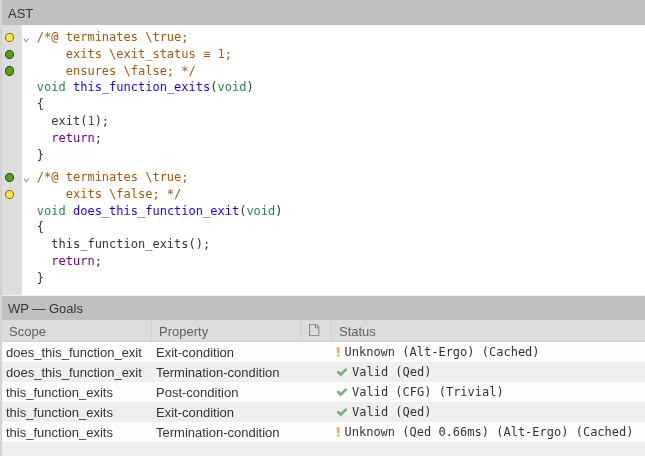 AST
/*@ terminates \true;
exits \exit_status ≡ 1;
ensures \false; */
void this_function_exits(void)
{
exit(1);
return;
}
/*@ terminates \true;
exits \false; */
void does_this_function_exit(void)
{
this_function_exits();
return;
}
WP — Goals
Scope Property Status
does_this_function_exit Exit-condition Unknown (Alt-Ergo) (Cached)
does_this_function_exit Termination-condition Valid (Qed)
this_function_exits Post-condition Valid (CFG) (Trivial)
this_function_exits Exit-condition Valid (Qed)
this_function_exits Termination-condition Unknown (Qed 0.66ms) (Alt-Ergo) (Cached)